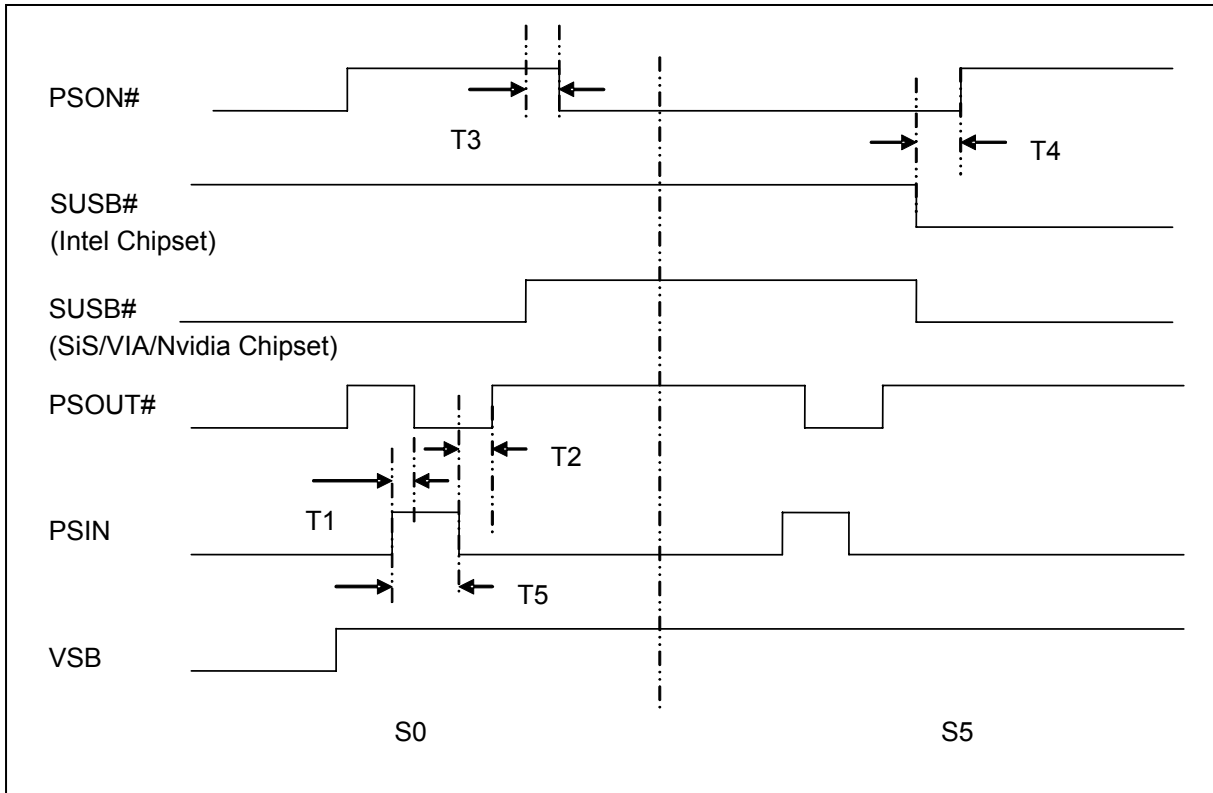 PSON#
T3
T4
SUSB#
(Intel Chipset)
SUSB#
(SiS/VIA/Nvidia Chipset)
PSOUT#
T2
T1
PSIN
T5
VSB
S0
S5